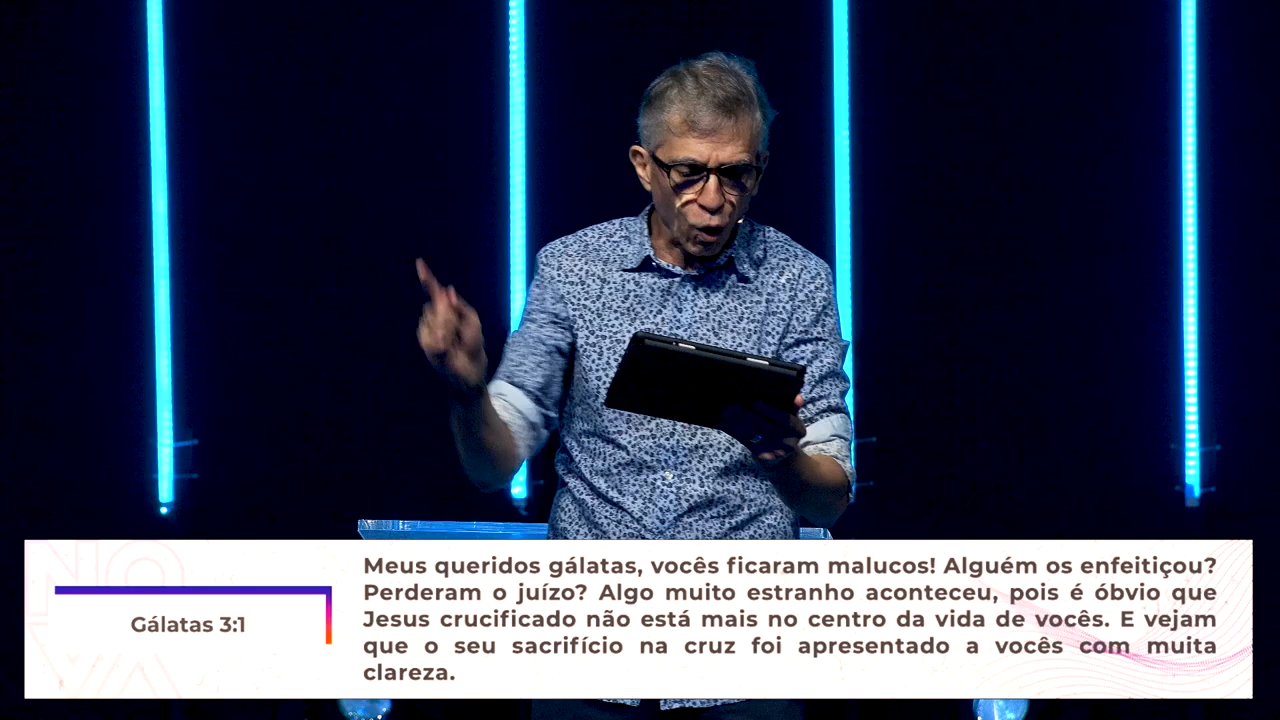 Gálatas 3:1
Meus queridos gálatas, vocês ficaram malucos! Alguém os enfeitiçou?
Perderam o juízo? Algo muito estranho aconteceu, pois é óbvio que
Jesus crucificado não está mais no centro da vida de vocês. E vejam
que o seu sacrifício na cruz foi apresentado a vocês com muita
clareza.
NO
VA